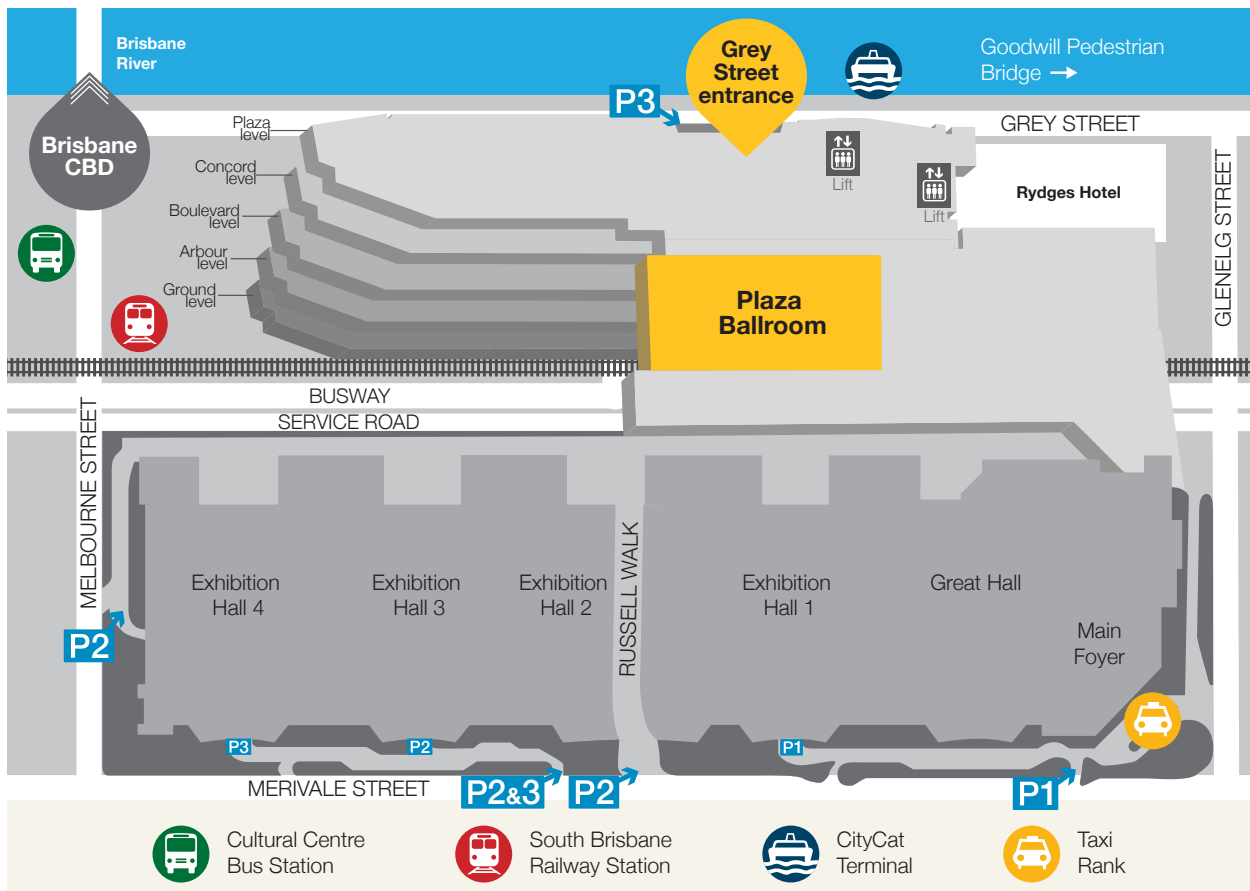 Brisbane
River
Grey
Street
entrance
Goodwill Pedestrian
Bridge →
P3
GREY STREET
Brisbane
CBD
Plaza
level
Concord
level
Boulevard
level
Arbour
level
Ground
level
Lift
Lift
Rydges Hotel
GLENELG STREET
Plaza
Ballroom
BUSWAY
SERVICE ROAD
MELBOURNE STREET
Exhibition
Hall 4
Exhibition
Hall 3
Exhibition
Hall 2
RUSSELL WALK
Exhibition
Hall 1
Great Hall
Main
Foyer
P2
P3
P2
P1
MERIVALE STREET
P2&3
P2
P1
Cultural Centre
Bus Station
South Brisbane
Railway Station
CityCat
Terminal
Taxi
Rank